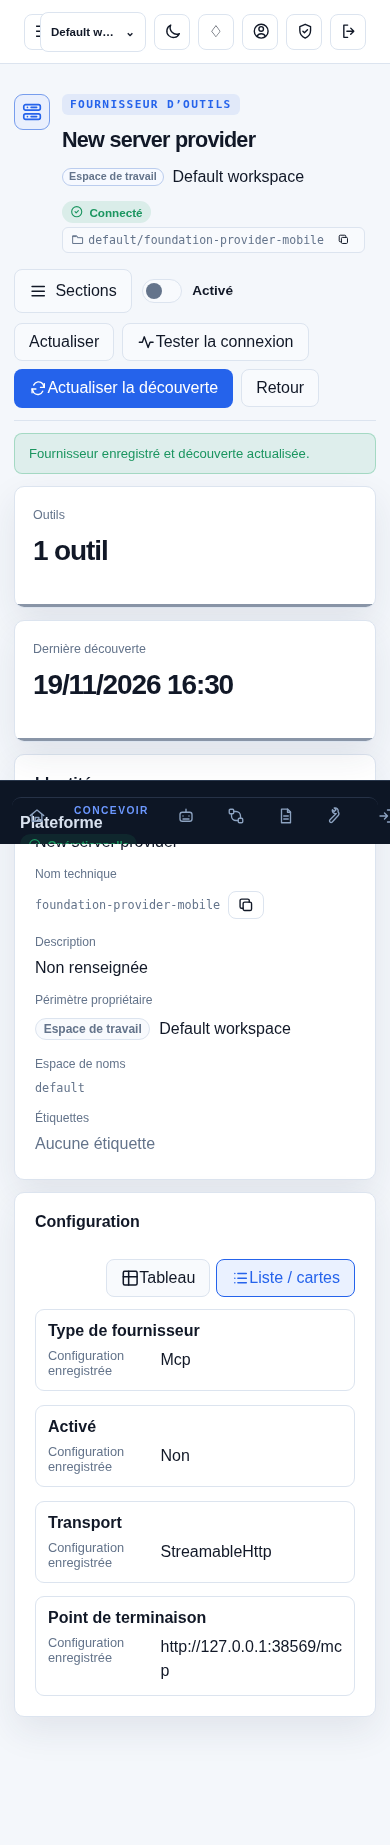 Default w…
FOURNISSEUR D’OUTILS
New server provider
Espace de travail Default workspace
Connecté
default/foundation-provider-mobile
Sections Activé
Actualiser Tester la connexion
Actualiser la découverte Retour
Fournisseur enregistré et découverte actualisée.
Outils
1 outil
Dernière découverte
19/11/2026 16:30
CONCEVOIR
Plateforme
New server provider
Nom technique
foundation-provider-mobile
Description
Non renseignée
Périmètre propriétaire
Espace de travail Default workspace
Espace de noms
default
Étiquettes
Aucune étiquette
Configuration
Tableau Liste / cartes
Type de fournisseur
Configuration enregistrée Mcp
Activé
Configuration enregistrée Non
Transport
Configuration enregistrée StreamableHttp
Point de terminaison
Configuration enregistrée http://127.0.0.1:38569/mcp